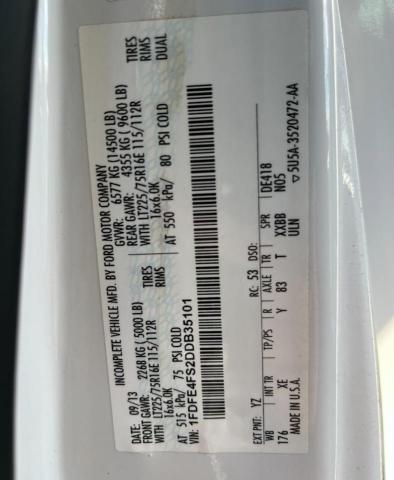 INCOMPLETE VEHICLE MFD. BY FORD MOTOR COMPANY
DATE: 09/13 GVWR: 6577 KG (14500 LB)
FRONT GAWR: 2268 KG (5000 LB) REAR GAWR: 4355 KG (9600 LB)
WITH LT225/75R16E 115/112R TIRES WITH LT225/75R16E 115/112R TIRES
16x6.0K RIMS 16x6.0K RIMS
AT 515 kPa/ 75 PSI COLD AT 550 kPa/ 80 PSI COLD DUAL
VIN: 1FDFE4FS2DDB35101
EXT PNT: YZ RC: 53 DSO:
WB INT TR TP/PS R AXLE TR SPR DE418
176 XE Y 83 T XXBB N05
MADE IN U.S.A. ULN ▽5U5A-3520472-AA